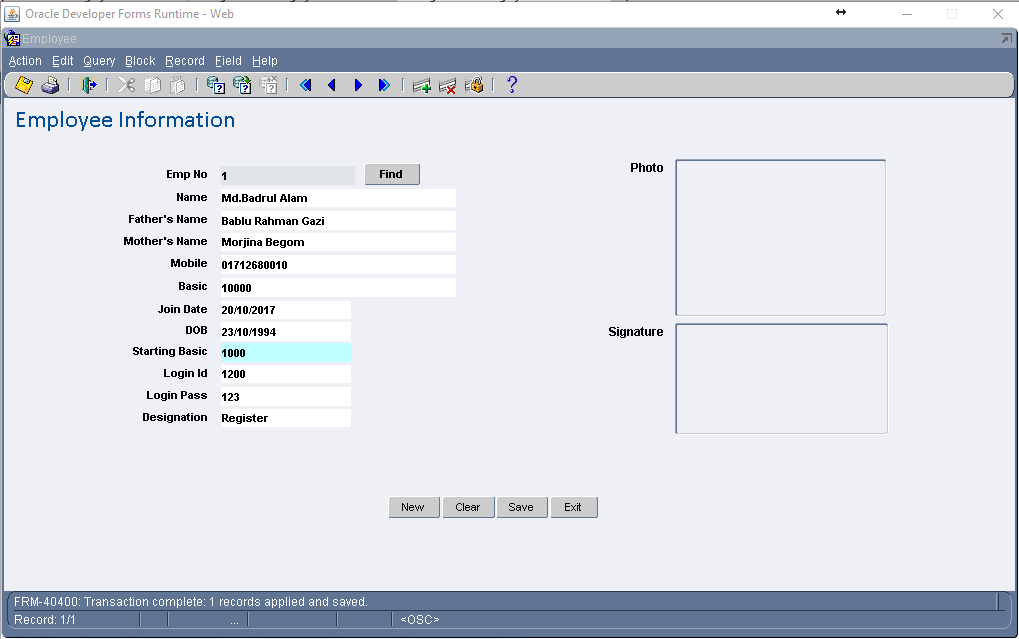 Oracle Developer Forms Runtime - Web
Employee
Action Edit Query Block Record Field Help
Employee Information
Emp No 1 Find
Name Md.Badrul Alam
Father's Name Bablu Rahman Gazi
Mother's Name Morjina Begom
Mobile 01712680010
Basic 10000
Join Date 20/10/2017
DOB 23/10/1994
Starting Basic 1000
Login Id 1200
Login Pass 123
Designation Register
Photo
Signature
New Clear Save Exit
FRM-40400: Transaction complete: 1 records applied and saved.
Record: 1/1 ... <OSC>